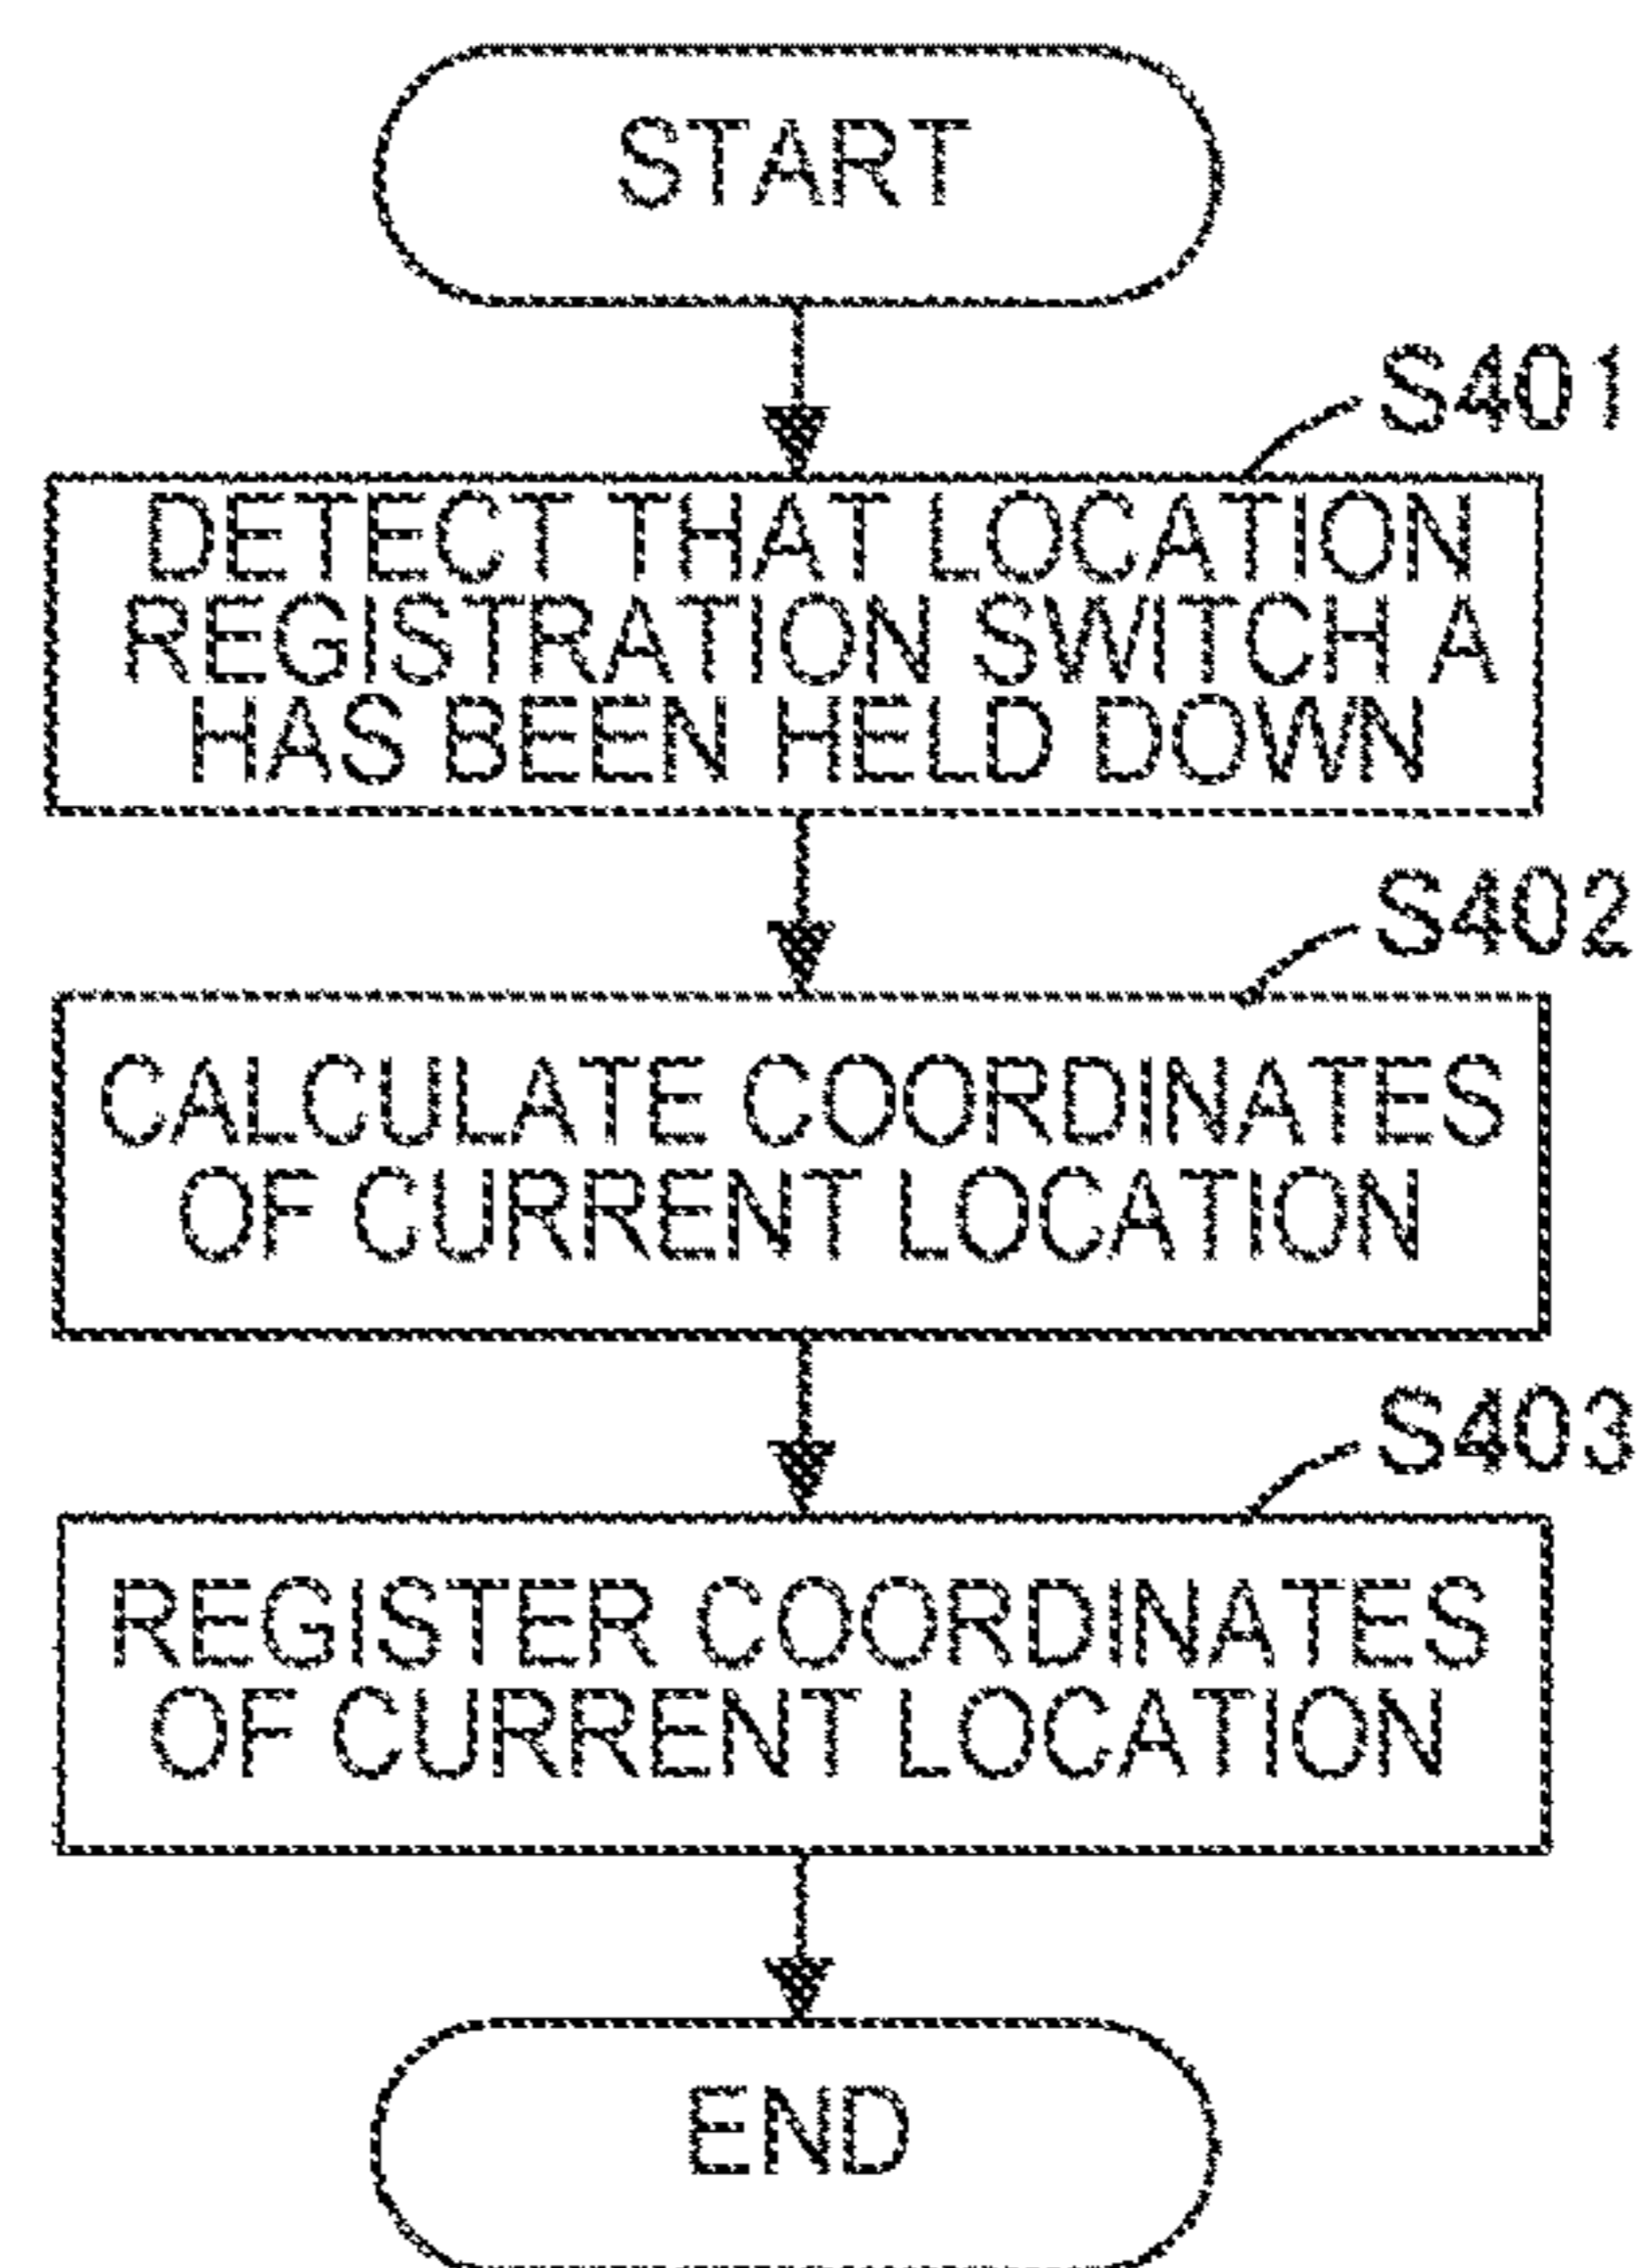 START
S401
DETECT THAT LOCATION
REGISTRATION SWITCH A
HAS BEEN HELD DOWN
S402
CALCULATE COORDINATES
OF CURRENT LOCATION
S403
REGISTER COORDINATES
OF CURRENT LOCATION
END